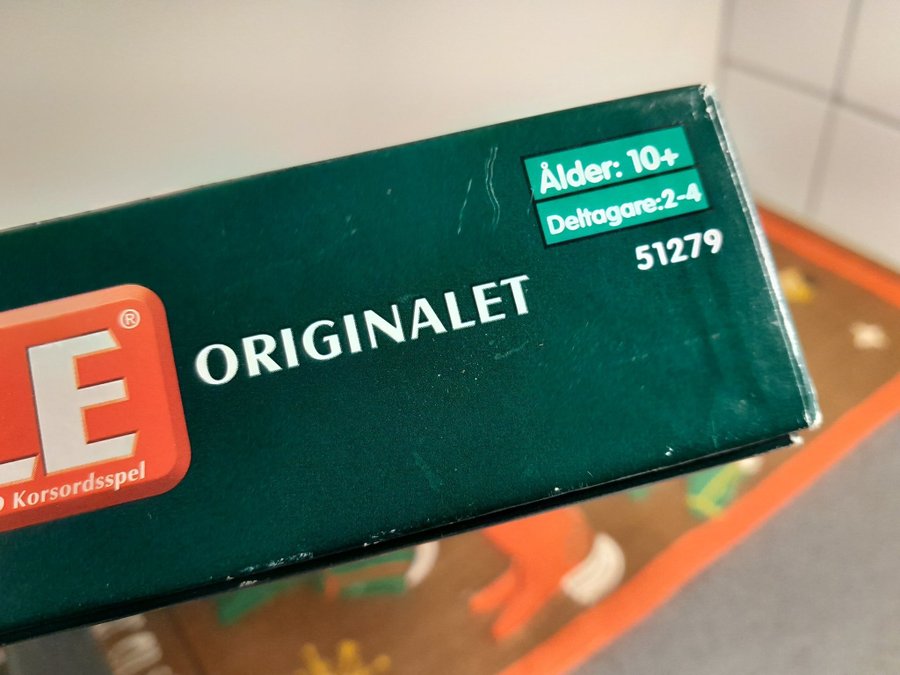 Ålder: 10+
Deltagare:2-4
51279
ORIGINALET
LE®
Korsordsspel